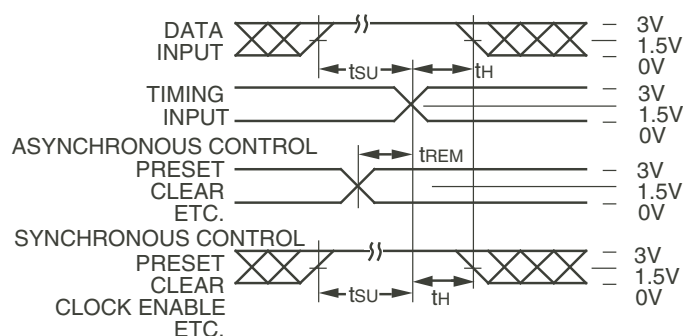 DATA
INPUT
3V
1.5V
0V
tSU
tH
TIMING
INPUT
3V
1.5V
0V
ASYNCHRONOUS CONTROL
PRESET
CLEAR
ETC.
tREM
3V
1.5V
0V
SYNCHRONOUS CONTROL
PRESET
CLEAR
CLOCK ENABLE
ETC.
tSU
tH
3V
1.5V
0V